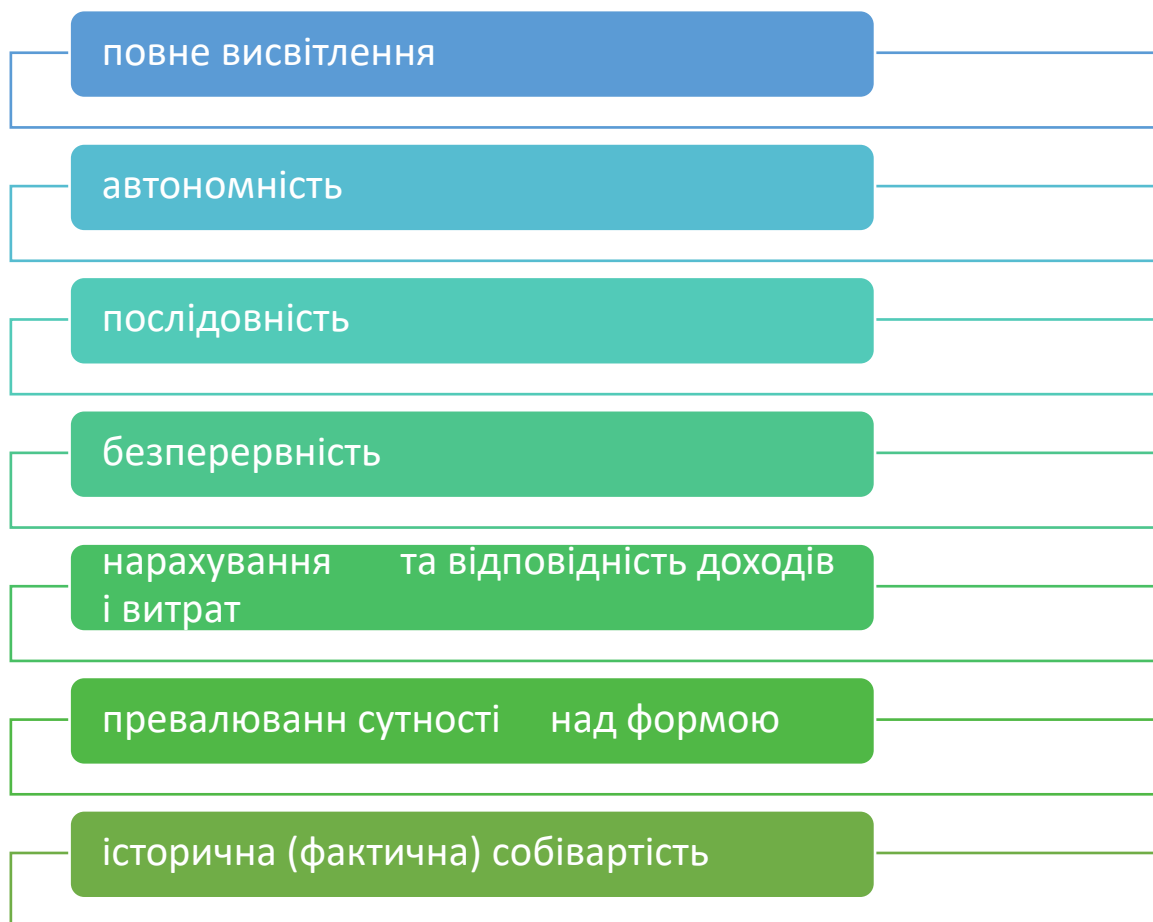 повне висвітлення
автономність
послідовність
безперервність
нарахування та відповідність доходів
і витрат
превалюванн сутності над формою
історична (фактична) собівартість